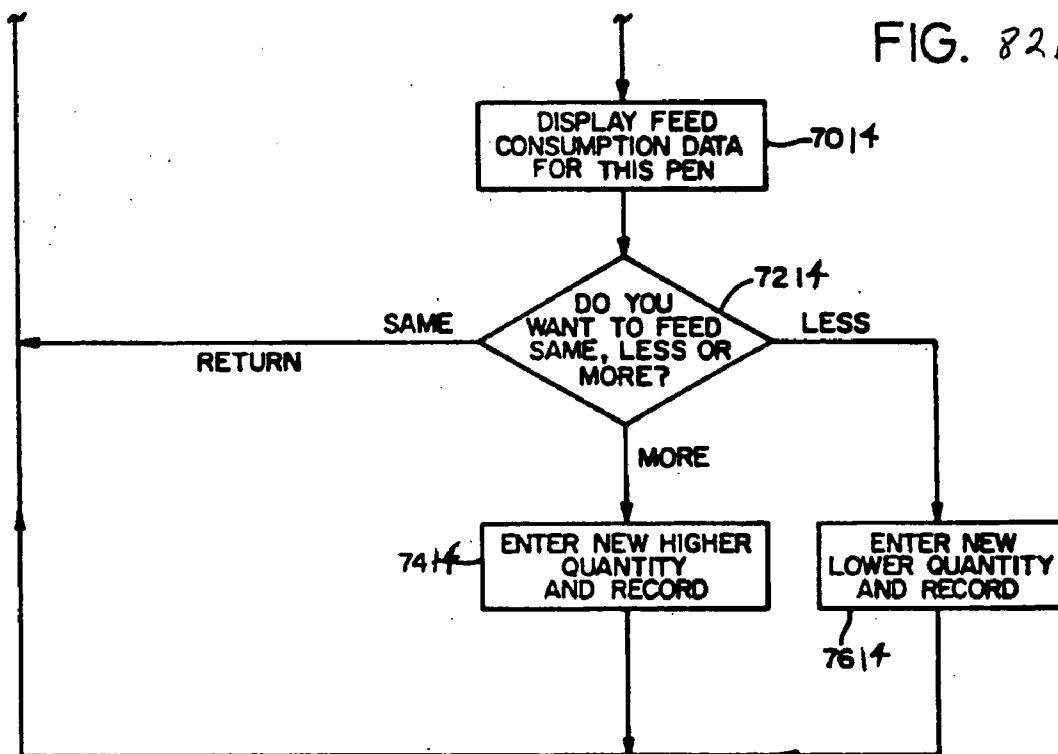 FIG. 82
DISPLAY FEED
CONSUMPTION DATA
FOR THIS PEN
7014
DO YOU
WANT TO FEED
SAME, LESS OR
MORE?
7214
SAME
LESS
RETURN
MORE
ENTER NEW HIGHER
QUANTITY
AND RECORD
7414
ENTER NEW
LOWER QUANTITY
AND RECORD
7614